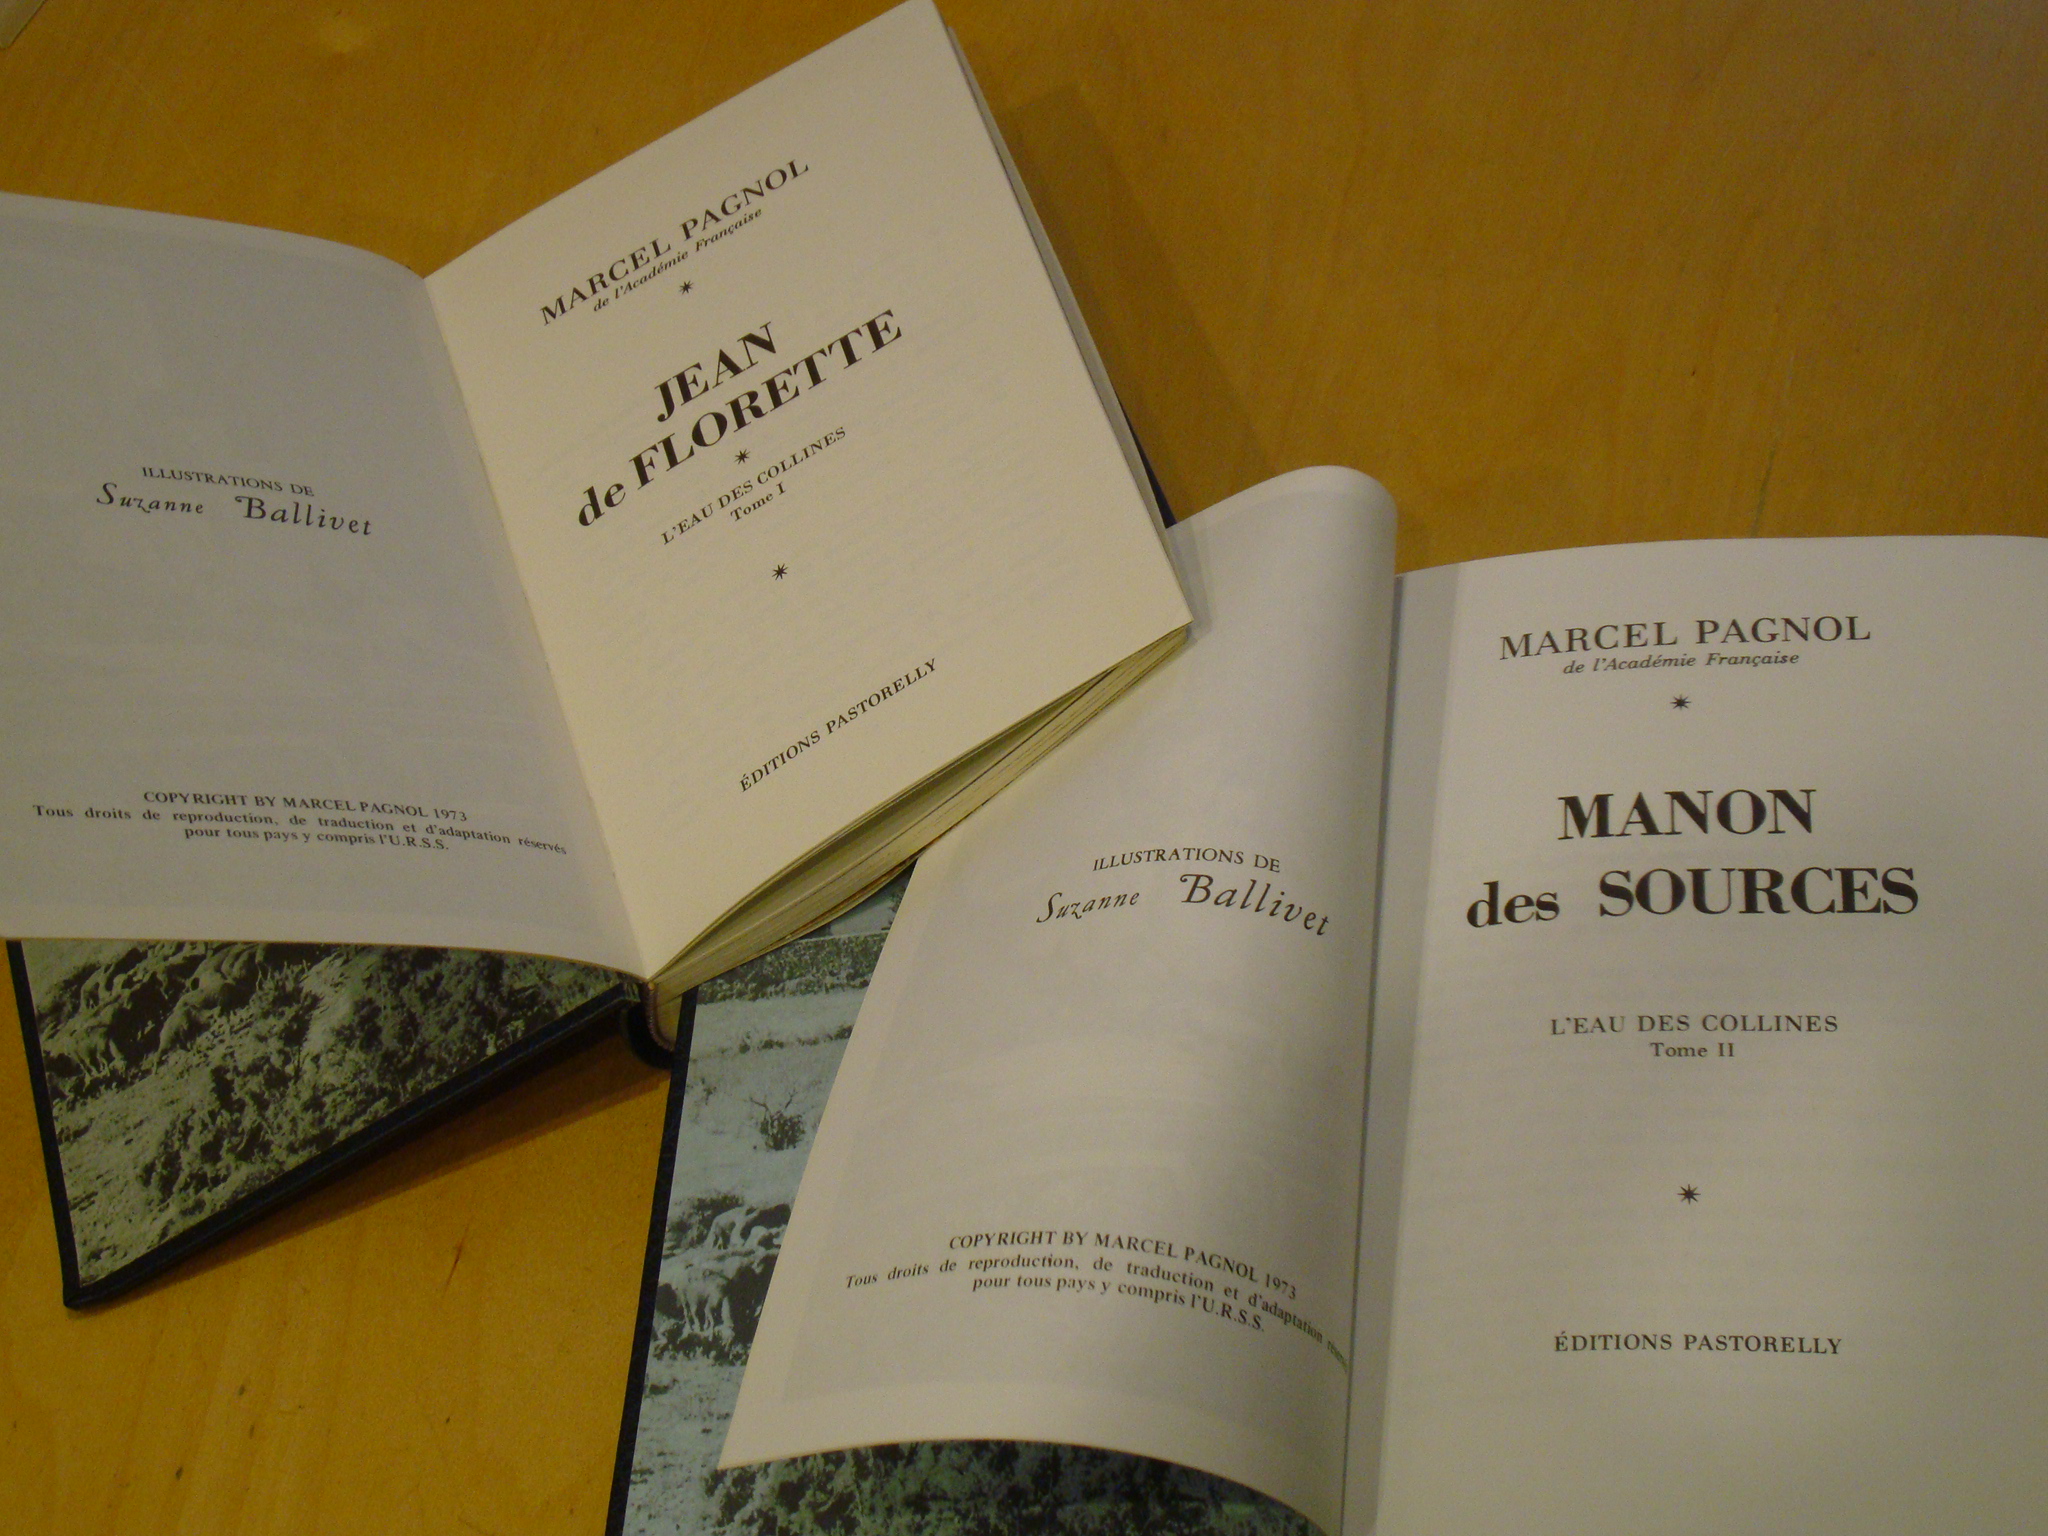 ILLUSTRATIONS DE
Suzanne Ballivet
COPYRIGHT BY MARCEL PAGNOL 1973
Tous droits de reproduction, de traduction et d'adaptation réservés
pour tous pays y compris l'U.R.S.S.
MARCEL PAGNOL
de l'Académie Française
JEAN
de FLORETTE
L'EAU DES COLLINES
Tome I
ÉDITIONS PASTORELLY
ILLUSTRATIONS DE
Suzanne Ballivet
COPYRIGHT BY MARCEL PAGNOL 1973
Tous droits de reproduction, de traduction et d'adaptation
pour tous pays y compris l'U.R.S.S.
MARCEL PAGNOL
de l'Académie Française
MANON
des SOURCES
L'EAU DES COLLINES
Tome II
ÉDITIONS PASTORELLY